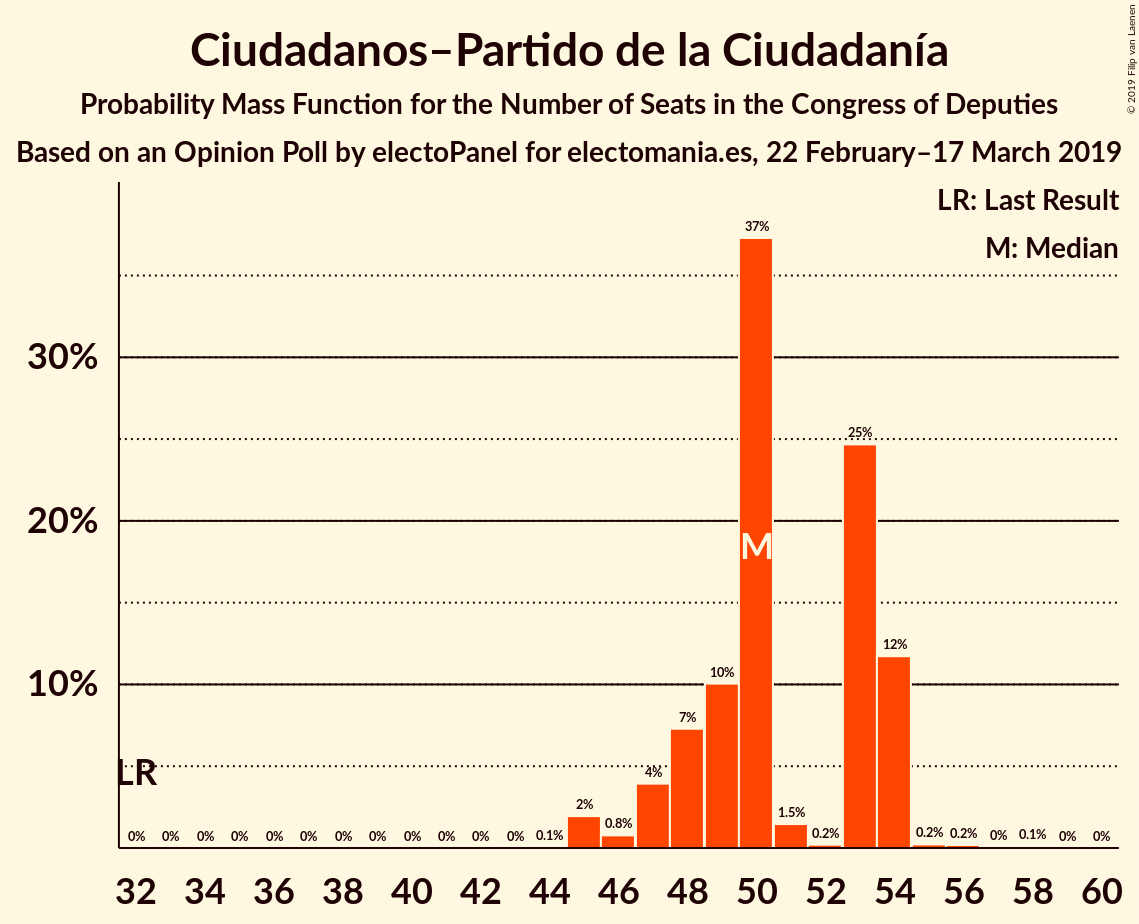 Ciudadanos–Partido de la Ciudadanía
Probability Mass Function for the Number of Seats in the Congress of Deputies
Based on an Opinion Poll by electoPanel for electomania.es, 22 February–17 March 2019
© 2019 Filip van Laenen
LR: Last Result
M: Median
37%
30%
25%
20%
M
12%
10%
10%
7%
LR
4%
2%
1.5%
0% 0% 0% 0% 0% 0% 0% 0% 0% 0% 0% 0% 0.1% 0.8% 0.2% 0.2% 0.2% 0% 0.1% 0% 0%
32 34 36 38 40 42 44 46 48 50 52 54 56 58 60